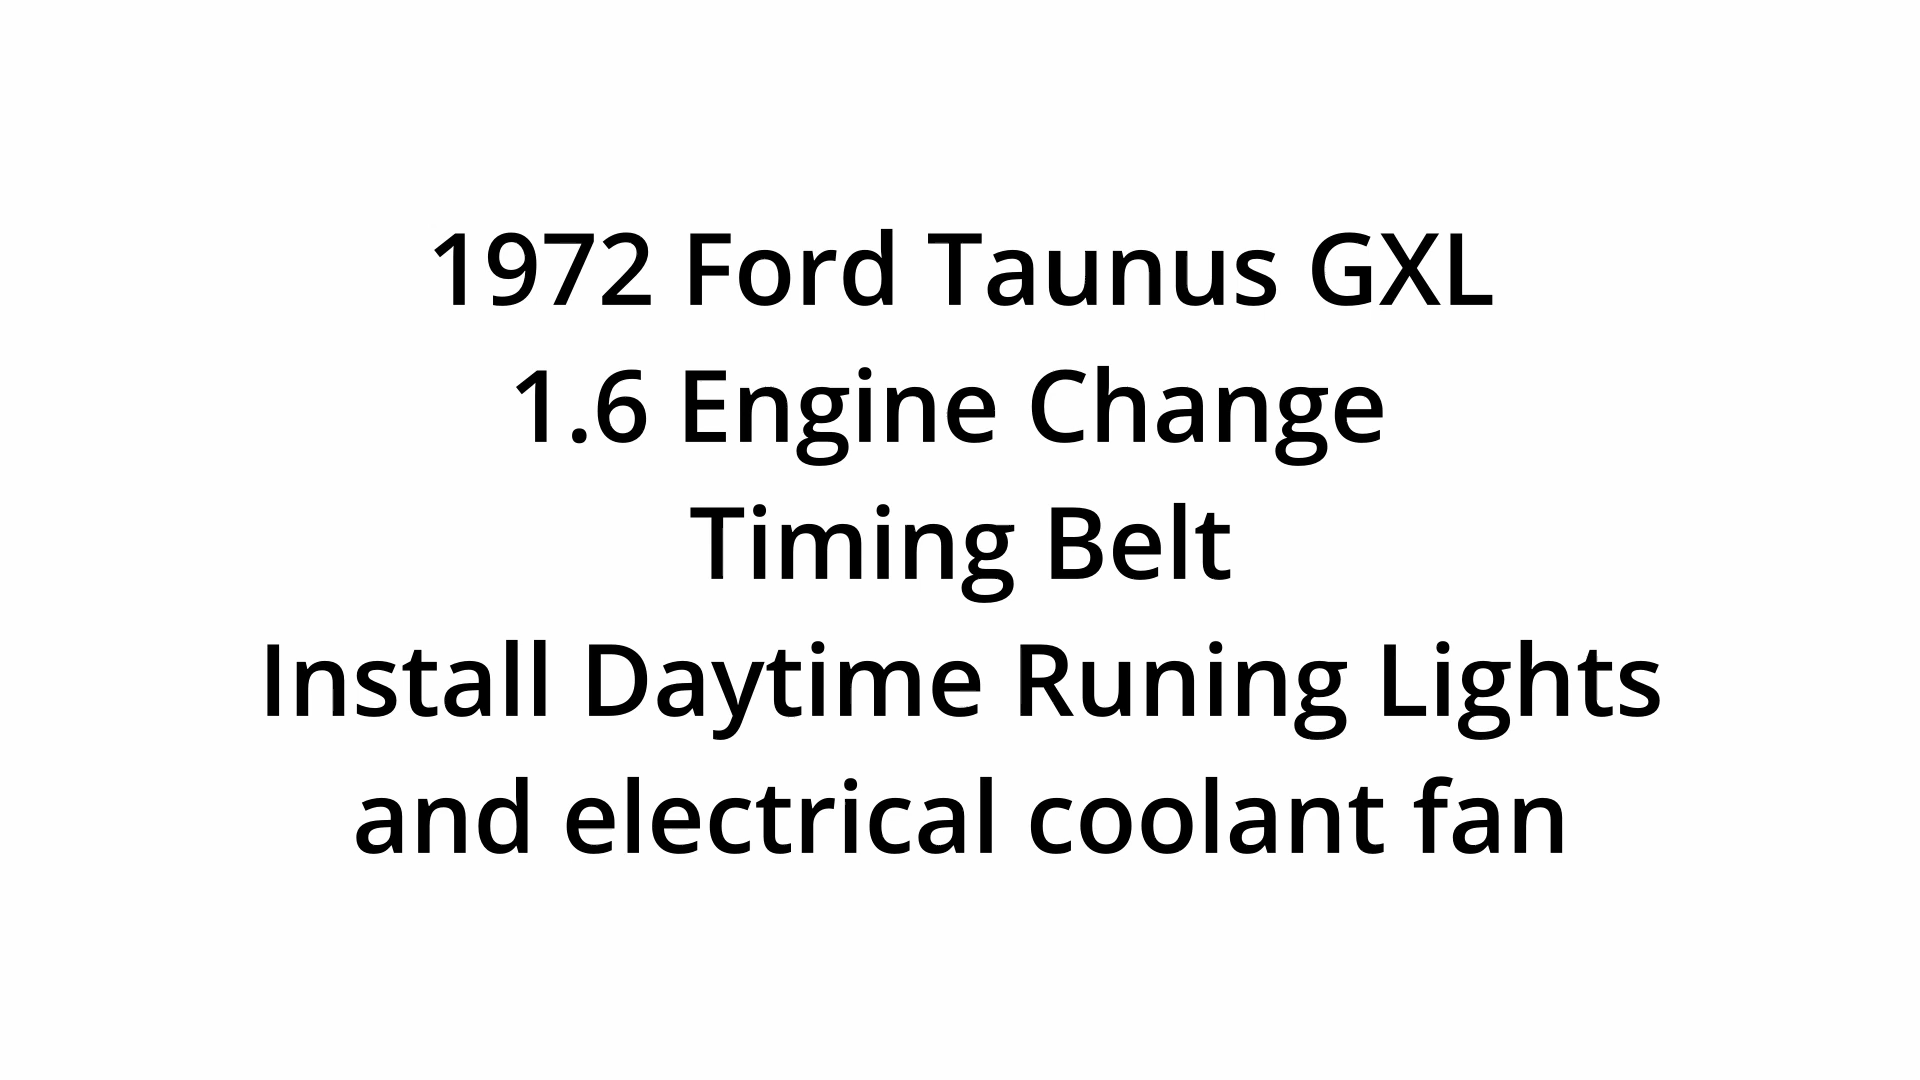 1972 Ford Taunus GXL
1.6 Engine Change
Timing Belt
Install Daytime Runing Lights
and electrical coolant fan